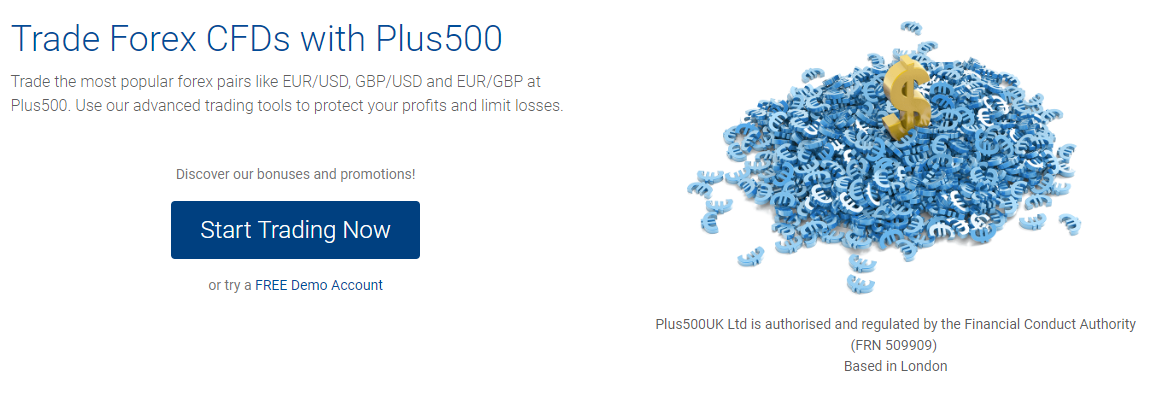 Trade Forex CFDs with Plus500
Trade the most popular forex pairs like EUR/USD, GBP/USD and EUR/GBP at
Plus500. Use our advanced trading tools to protect your profits and limit losses.
Discover our bonuses and promotions!
Start Trading Now
or try a FREE Demo Account
Plus500UK Ltd is authorised and regulated by the Financial Conduct Authority
(FRN 509909)
Based in London